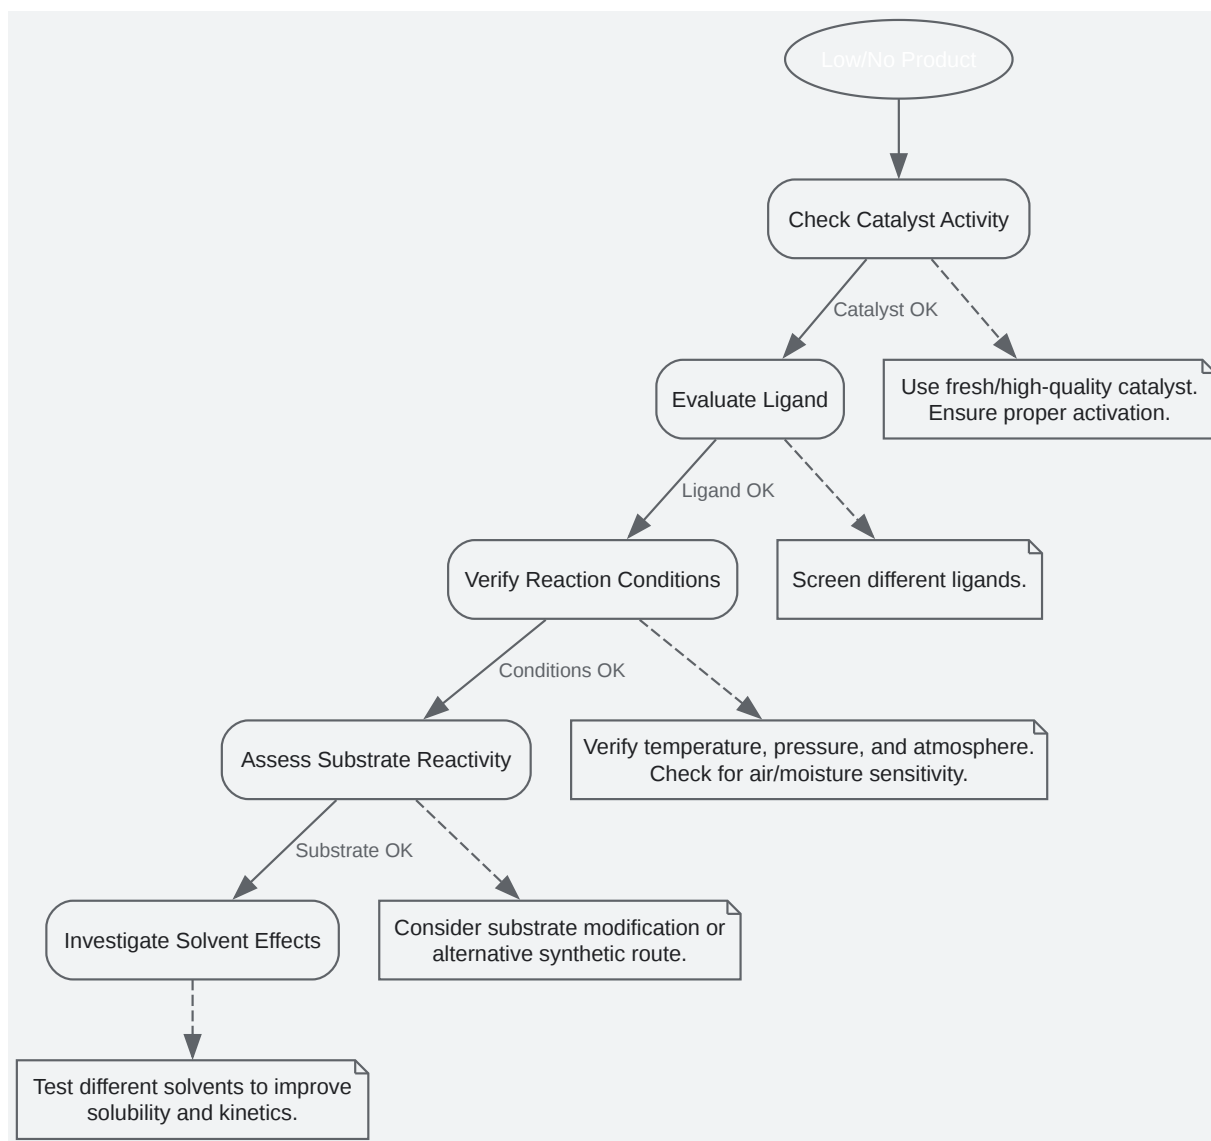 Low/No Product
Check Catalyst Activity
Catalyst OK
Evaluate Ligand
Use fresh/high-quality catalyst.
Ensure proper activation.
Ligand OK
Verify Reaction Conditions
Screen different ligands.
Conditions OK
Assess Substrate Reactivity
Verify temperature, pressure, and atmosphere.
Check for air/moisture sensitivity.
Substrate OK
Investigate Solvent Effects
Consider substrate modification or
alternative synthetic route.
Test different solvents to improve
solubility and kinetics.